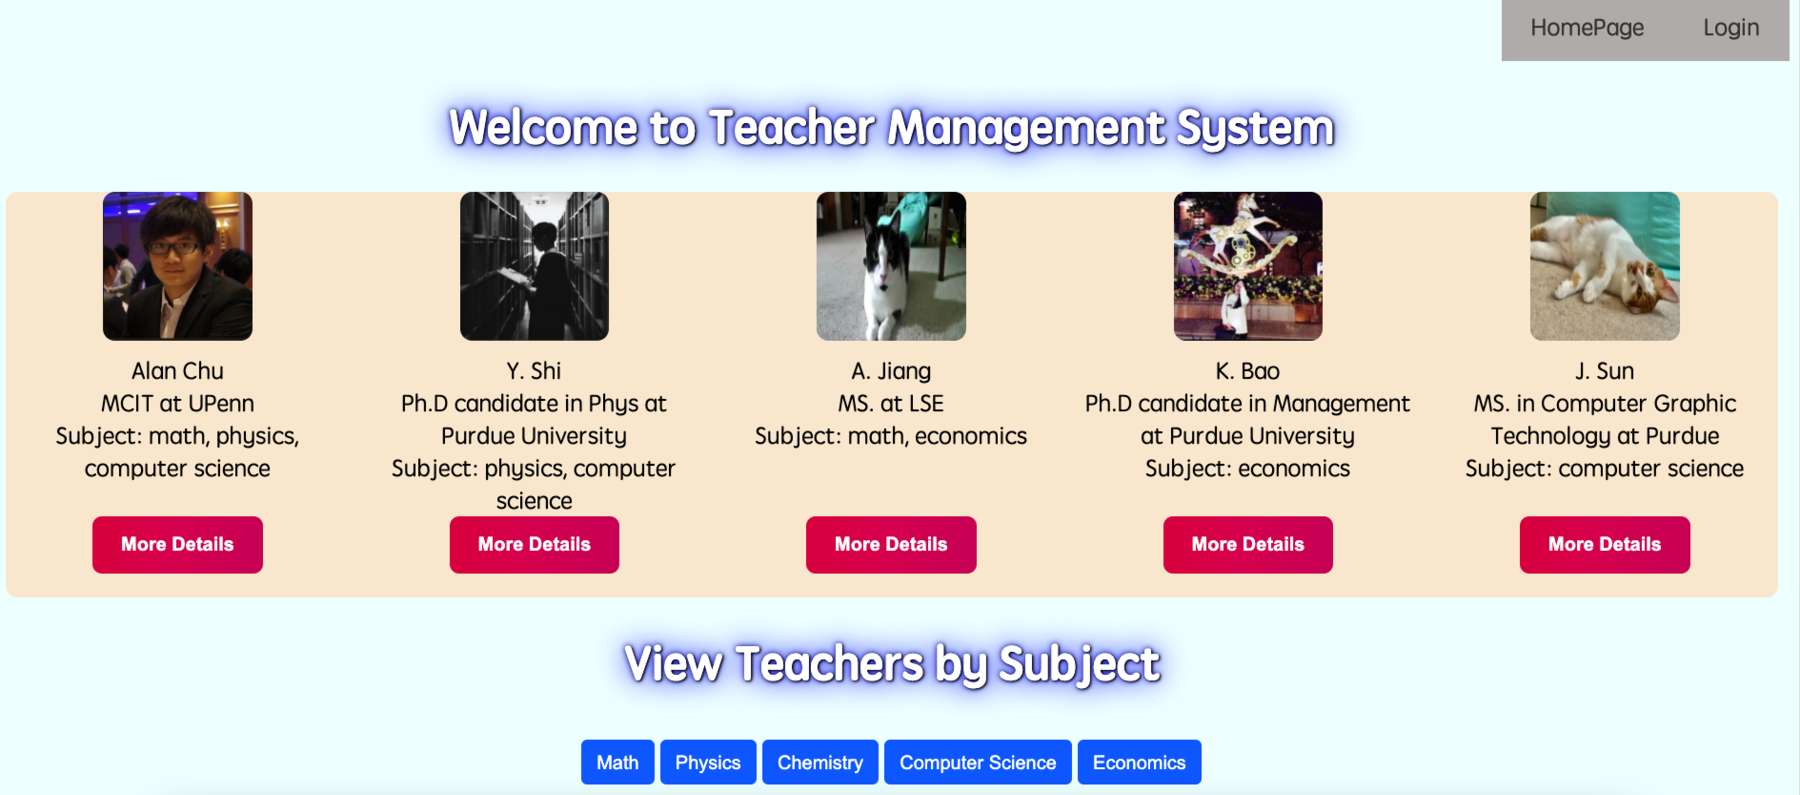 HomePage Login
Welcome to Teacher Management System
Alan Chu
MCIT at UPenn
Subject: math, physics,
computer science
More Details
Y. Shi
Ph.D candidate in Phys at
Purdue University
Subject: physics, computer
science
More Details
A. Jiang
MS. at LSE
Subject: math, economics
More Details
K. Bao
Ph.D candidate in Management
at Purdue University
Subject: economics
More Details
J. Sun
MS. in Computer Graphic
Technology at Purdue
Subject: computer science
More Details
View Teachers by Subject
Math Physics Chemistry Computer Science Economics